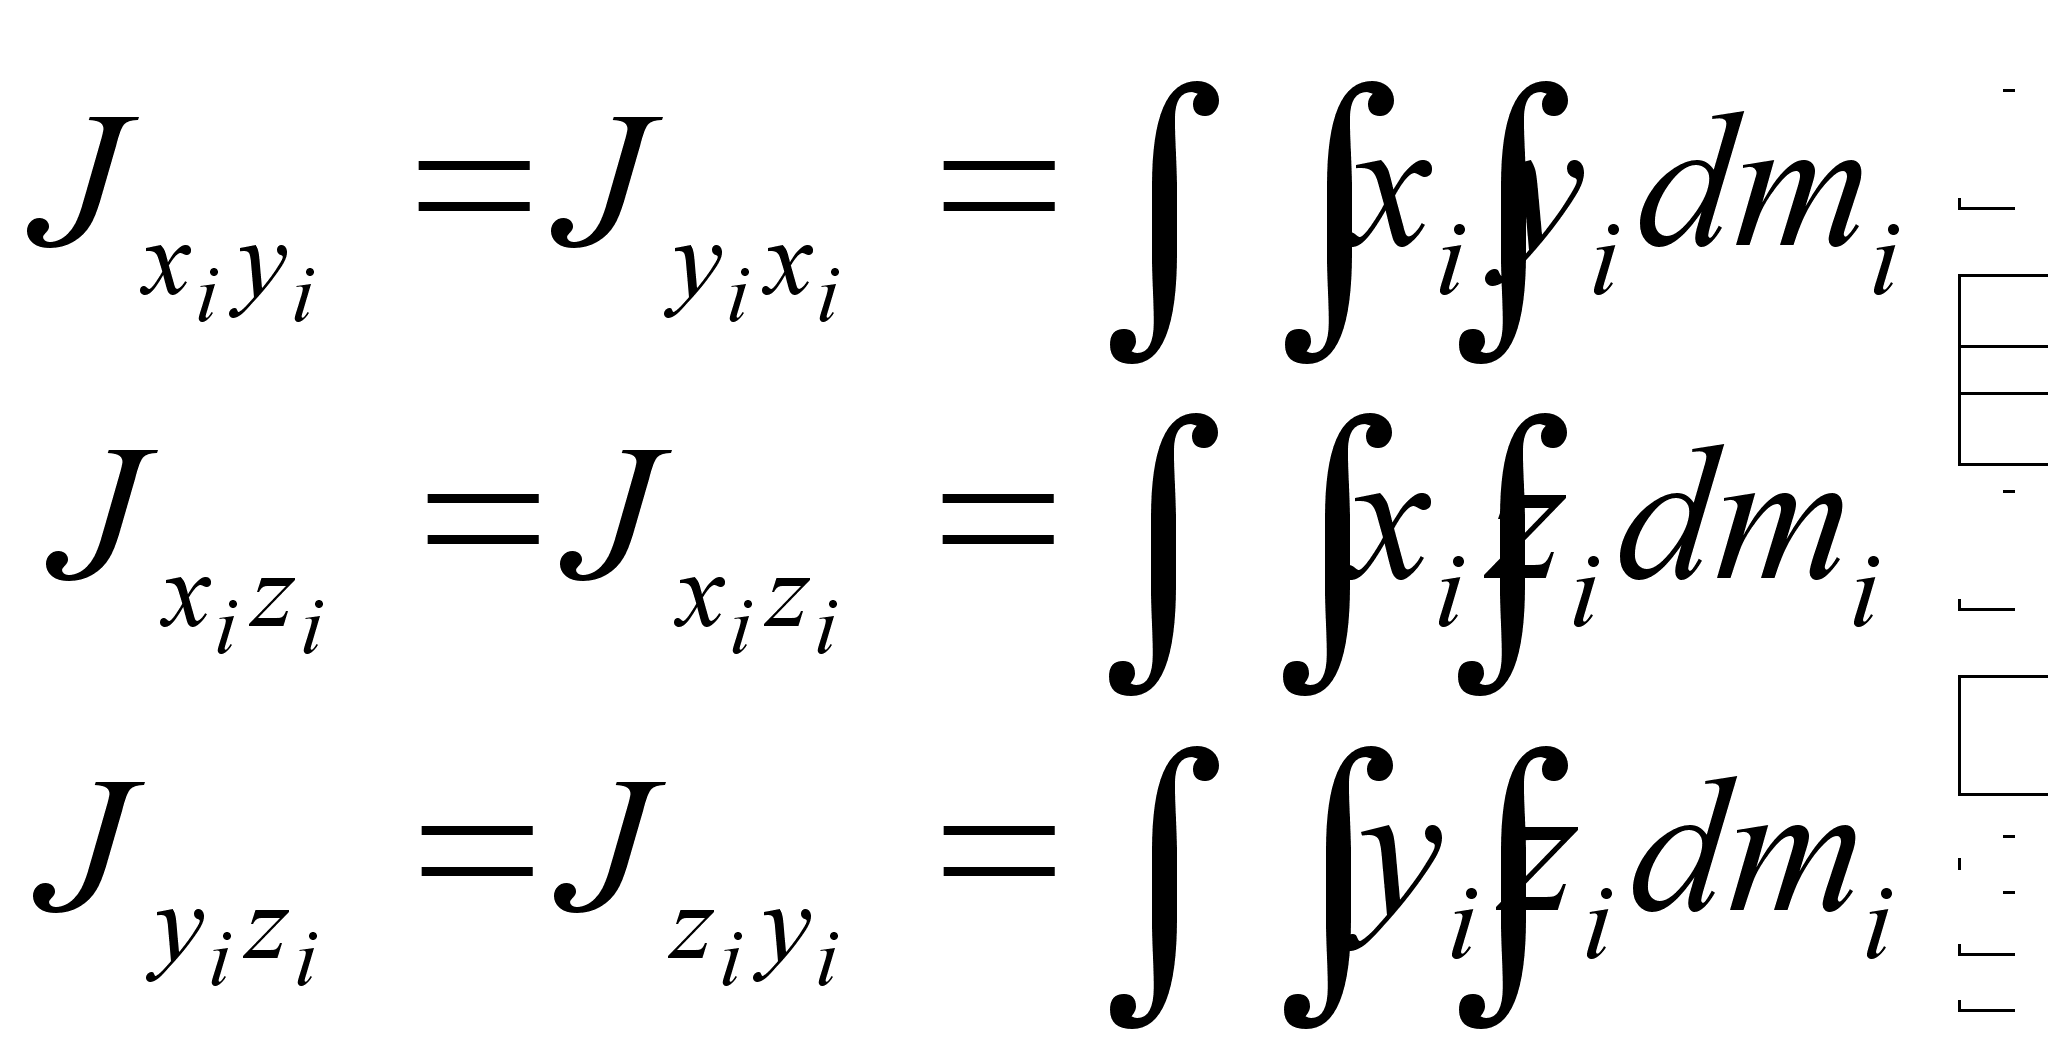 J_{x_i y_i} = J_{y_i x_i} = ∫∫∫ x_i y_i dm_i
J_{x_i z_i} = J_{x_i z_i} = ∫∫∫ x_i z_i dm_i
J_{y_i z_i} = J_{z_i y_i} = ∫∫∫ y_i z_i dm_i